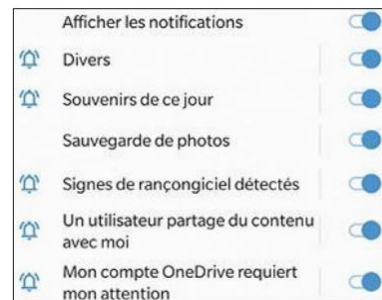 Afficher les notifications
Divers
Souvenirs de ce jour
Sauvegarde de photos
Signes de rançongiciel détectés
Un utilisateur partage du contenu
avec moi
Mon compte OneDrive requiert
mon attention